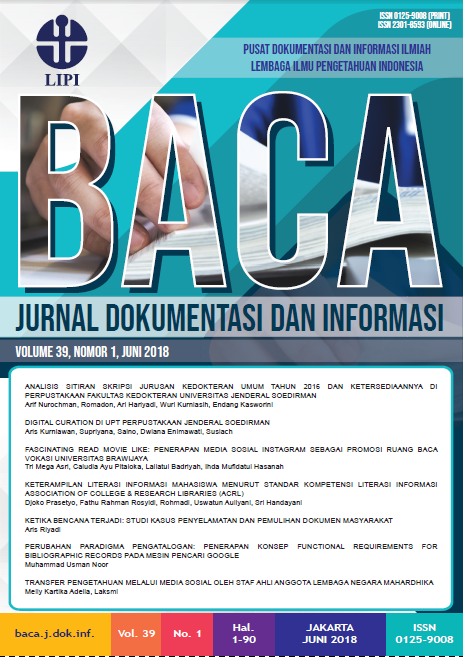 ISSN 0125-9008 (PRINT)
ISSN 2301-8593 (ONLINE)
LIPI
PUSAT DOKUMENTASI DAN INFORMASI ILMIAH
LEMBAGA ILMU PENGETAHUAN INDONESIA
BACA
JURNAL DOKUMENTASI DAN INFORMASI
VOLUME 39, NOMOR 1, JUNI 2018
ANALISIS SITIRAN SKRIPSI JURUSAN KEDOKTERAN UMUM TAHUN 2016 DAN KETERSEDIAANNYA DI
PERPUSTAKAAN FAKULTAS KEDOKTERAN UNIVERSITAS JENDERAL SOEDIRMAN
Arif Nurochman, Romadon, Ari Hariyadi, Wuri Kurniasih, Endang Kasworini
DIGITAL CURATION DI UPT PERPUSTAKAAN JENDERAL SOEDIRMAN
Aris Kurniawan, Supriyana, Saino, Dwiana Enimawati, Susiach
FASCINATING READ MOVIE LIKE: PENERAPAN MEDIA SOSIAL INSTAGRAM SEBAGAI PROMOSI RUANG BACA
VOKASI UNIVERSITAS BRAWIJAYA
Tri Mega Asri, Caludia Ayu Pitaloka, Lailatul Badriyah, Ihda Mufidatul Hasanah
KETERAMPILAN LITERASI INFORMASI MAHASISWA MENURUT STANDAR KOMPETENSI LITERASI INFORMASI
ASSOCIATION OF COLLEGE & RESEARCH LIBRARIES (ACRL)
Djoko Prasetyo, Fathu Rahman Rosyidi, Rohmadi, Uswatun Auliyani, Sri Handayani
KETIKA BENCANA TERJADI: STUDI KASUS PENYELAMATAN DAN PEMULIHAN DOKUMEN MASYARAKAT
Aris Riyadi
PERUBAHAN PARADIGMA PENGATALOGAN: PENERAPAN KONSEP FUNCTIONAL REQUIREMENTS FOR
BIBLIOGRAPHIC RECORDS PADA MESIN PENCARI GOOGLE
Muhammad Usman Noor
TRANSFER PENGETAHUAN MELALUI MEDIA SOSIAL OLEH STAF AHLI ANGGOTA LEMBAGA NEGARA MAHARDHIKA
Melly Kartika Adelia, Laksmi
baca.j.dok.inf.
Vol. 39
No. 1
Hal.
1-90
JAKARTA
JUNI 2018
ISSN
0125-9008